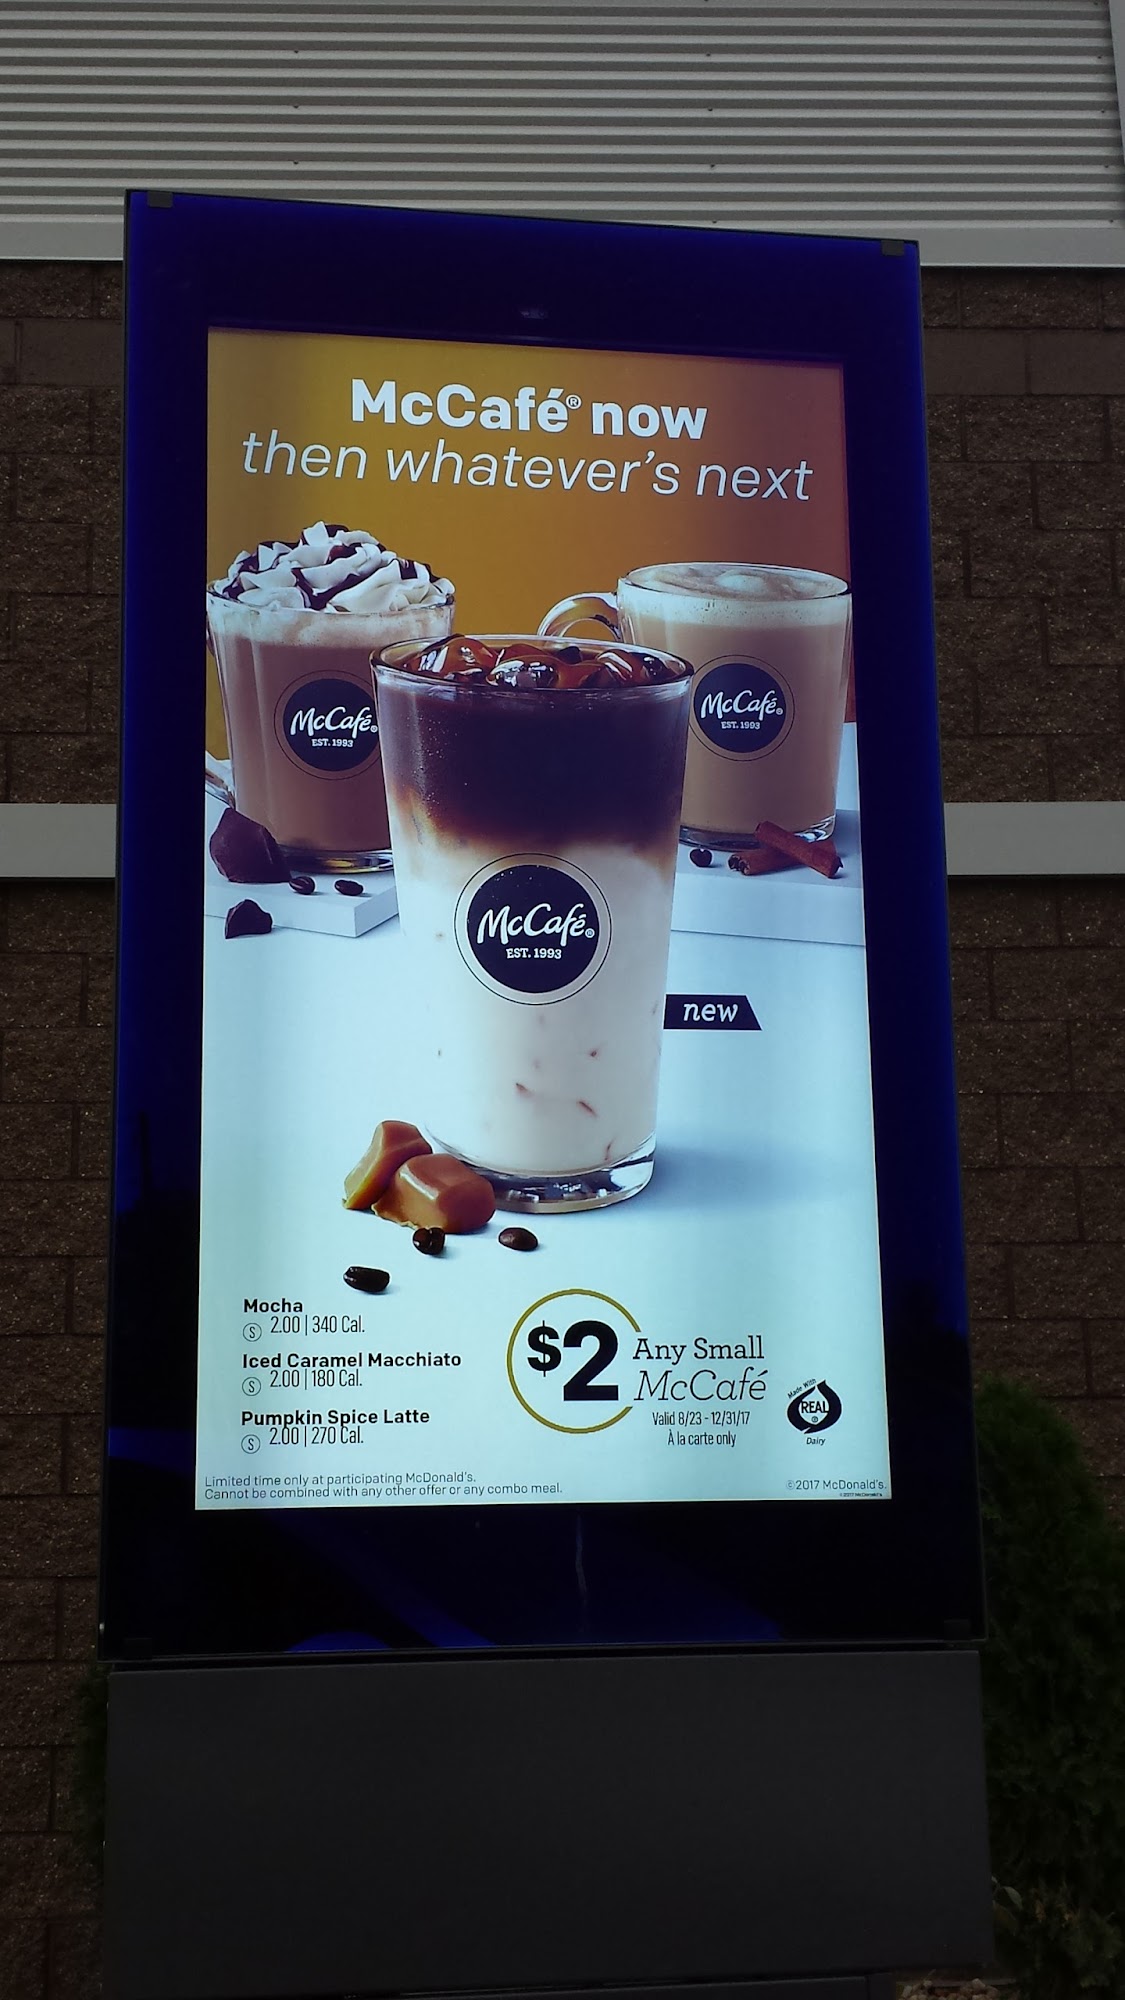 McCafé® now
then whatever's next
McCafé®
EST. 1993
McCafé®
EST. 1993
McCafé®
EST. 1993
new
Mocha
S 2.00 | 340 Cal.
Iced Caramel Macchiato
S 2.00 | 180 Cal.
Pumpkin Spice Latte
S 2.00 | 270 Cal.
$2 Any Small
McCafé
Valid 8/23 - 12/31/17
À la carte only
Made With
REAL
Dairy
Limited time only at participating McDonald's.
Cannot be combined with any other offer or any combo meal.
©2017 McDonald's.
©2017 McDonald's